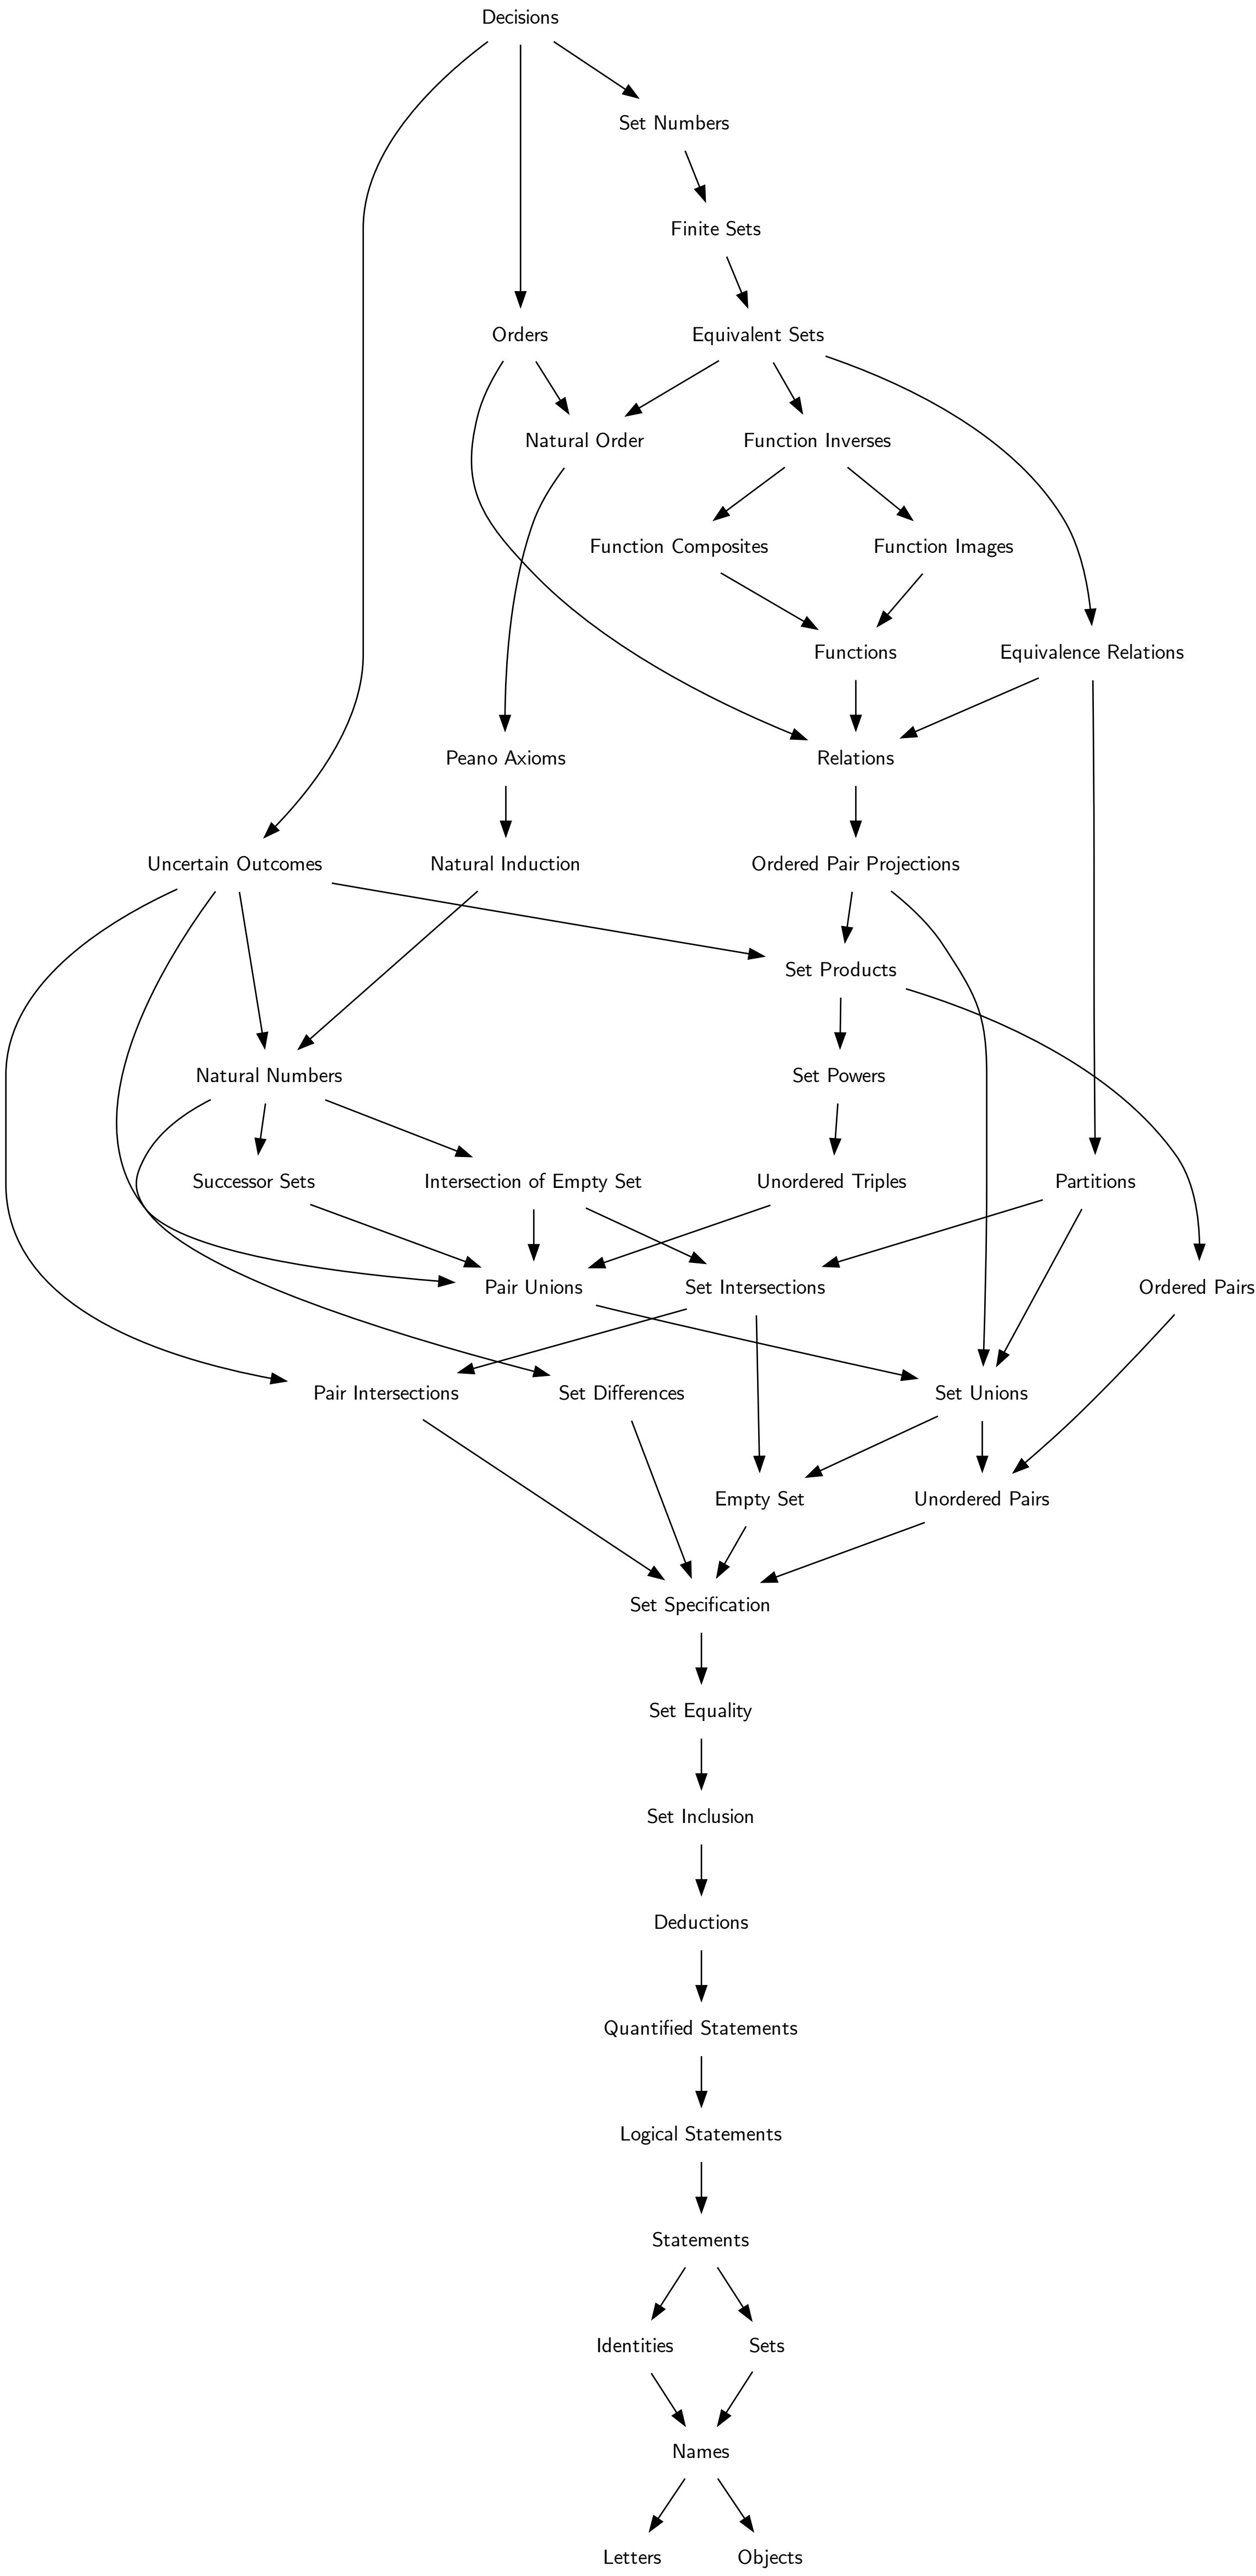 Decisions
Set Numbers
Finite Sets
Orders
Equivalent Sets
Natural Order
Function Inverses
Function Composites
Function Images
Functions
Equivalence Relations
Peano Axioms
Relations
Uncertain Outcomes
Natural Induction
Ordered Pair Projections
Set Products
Natural Numbers
Set Powers
Successor Sets
Intersection of Empty Set
Unordered Triples
Partitions
Pair Unions
Set Intersections
Ordered Pairs
Pair Intersections
Set Differences
Set Unions
Empty Set
Unordered Pairs
Set Specification
Set Equality
Set Inclusion
Deductions
Quantified Statements
Logical Statements
Statements
Identities
Sets
Names
Letters
Objects